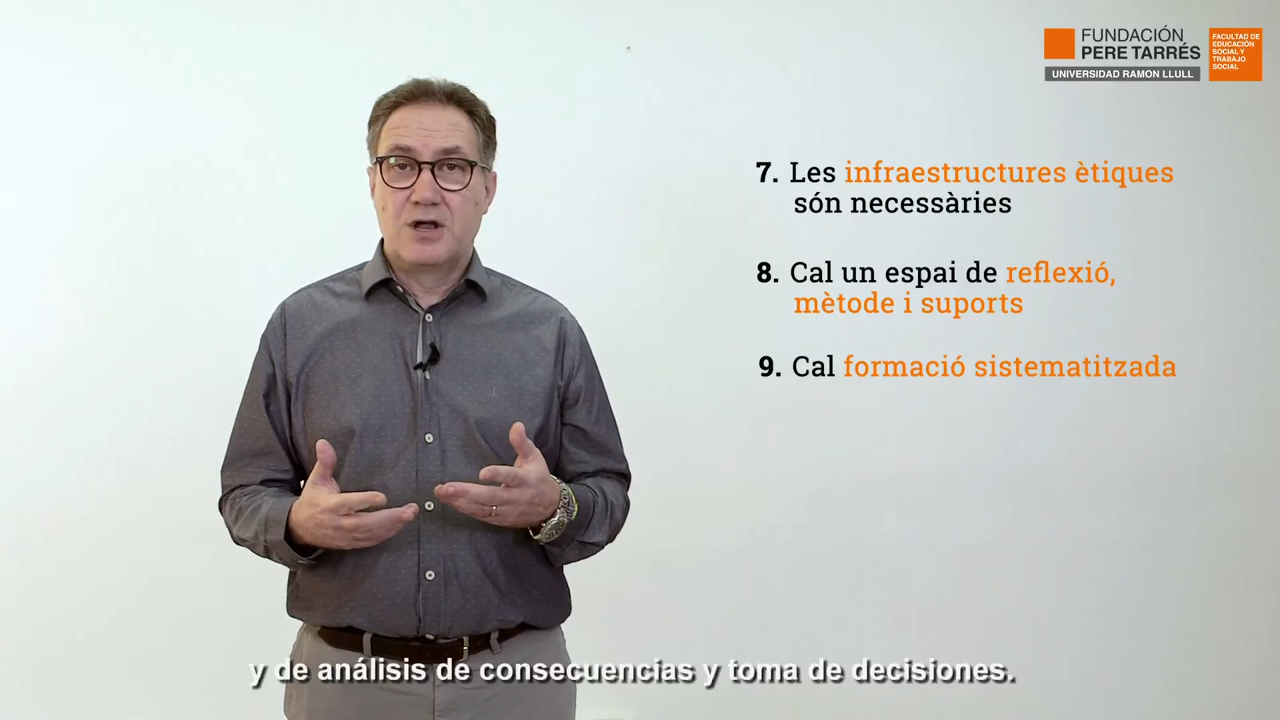 FUNDACIÓN
PERE TARRÉS
UNIVERSIDAD RAMON LLULL
FACULTAD DE
EDUCACIÓN
SOCIAL Y
TRABAJO
SOCIAL
7. Les infraestructures ètiques
són necessàries
8. Cal un espai de reflexió,
mètode i suports
9. Cal formació sistematitzada
y de análisis de consecuencias y toma de decisiones.